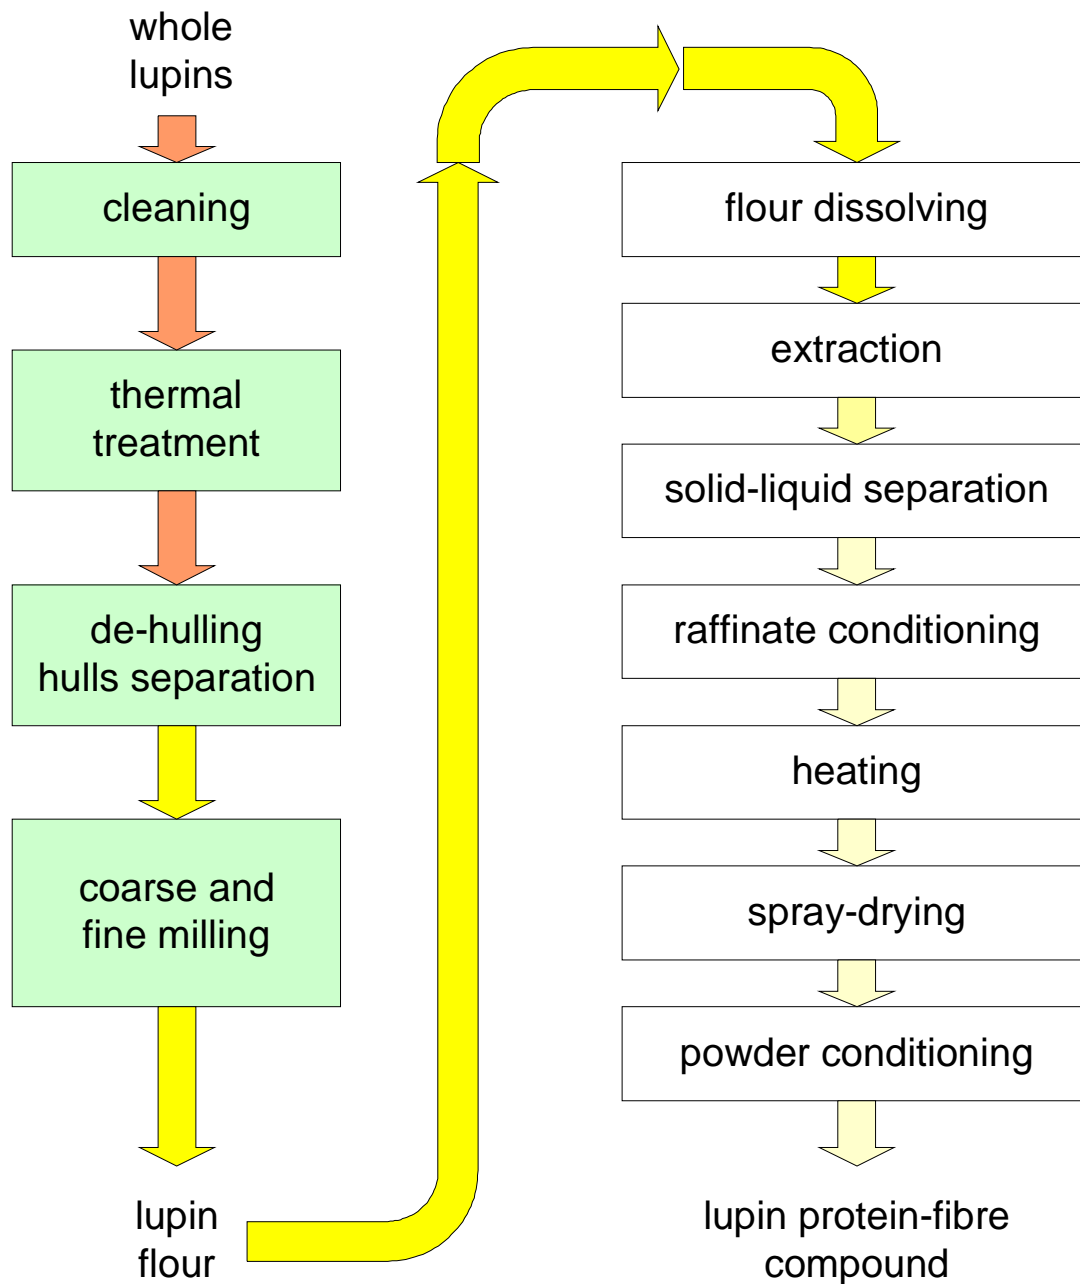 whole
lupins
cleaning
thermal
treatment
de-hulling
hulls separation
coarse and
fine milling
lupin
flour
flour dissolving
extraction
solid-liquid separation
raffinate conditioning
heating
spray-drying
powder conditioning
lupin protein-fibre
compound